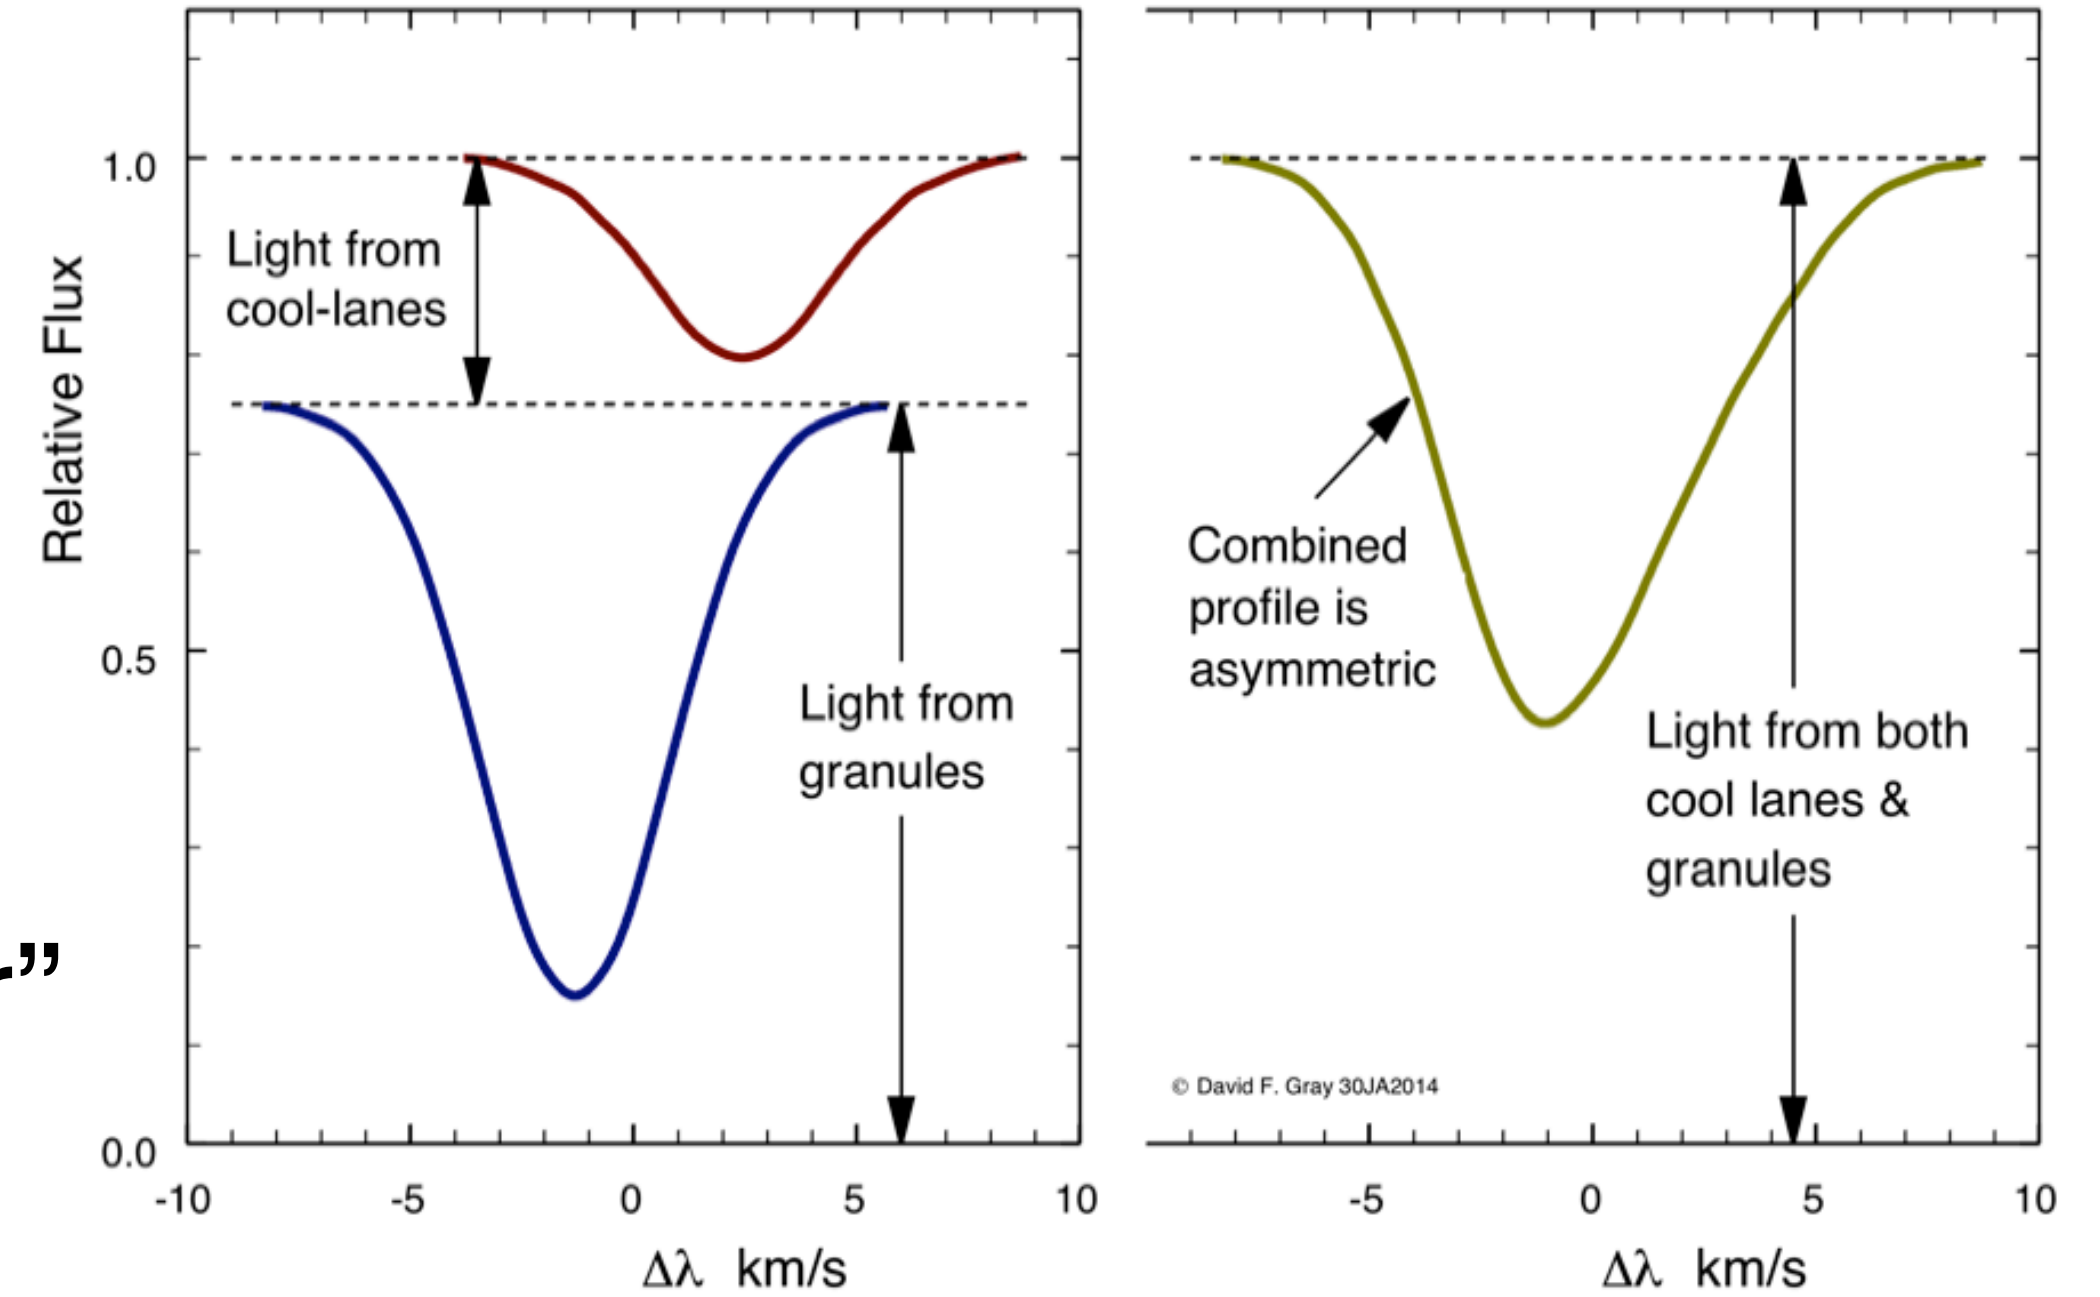 1.0
0.5
0.0
Relative Flux
Light from
cool-lanes
Light from
granules
-10
-5
0
5
10
Δλ km/s
Combined
profile is
asymmetric
Light from both
cool lanes &
granules
© David F. Gray 30JA2014
-5
0
5
10
Δλ km/s